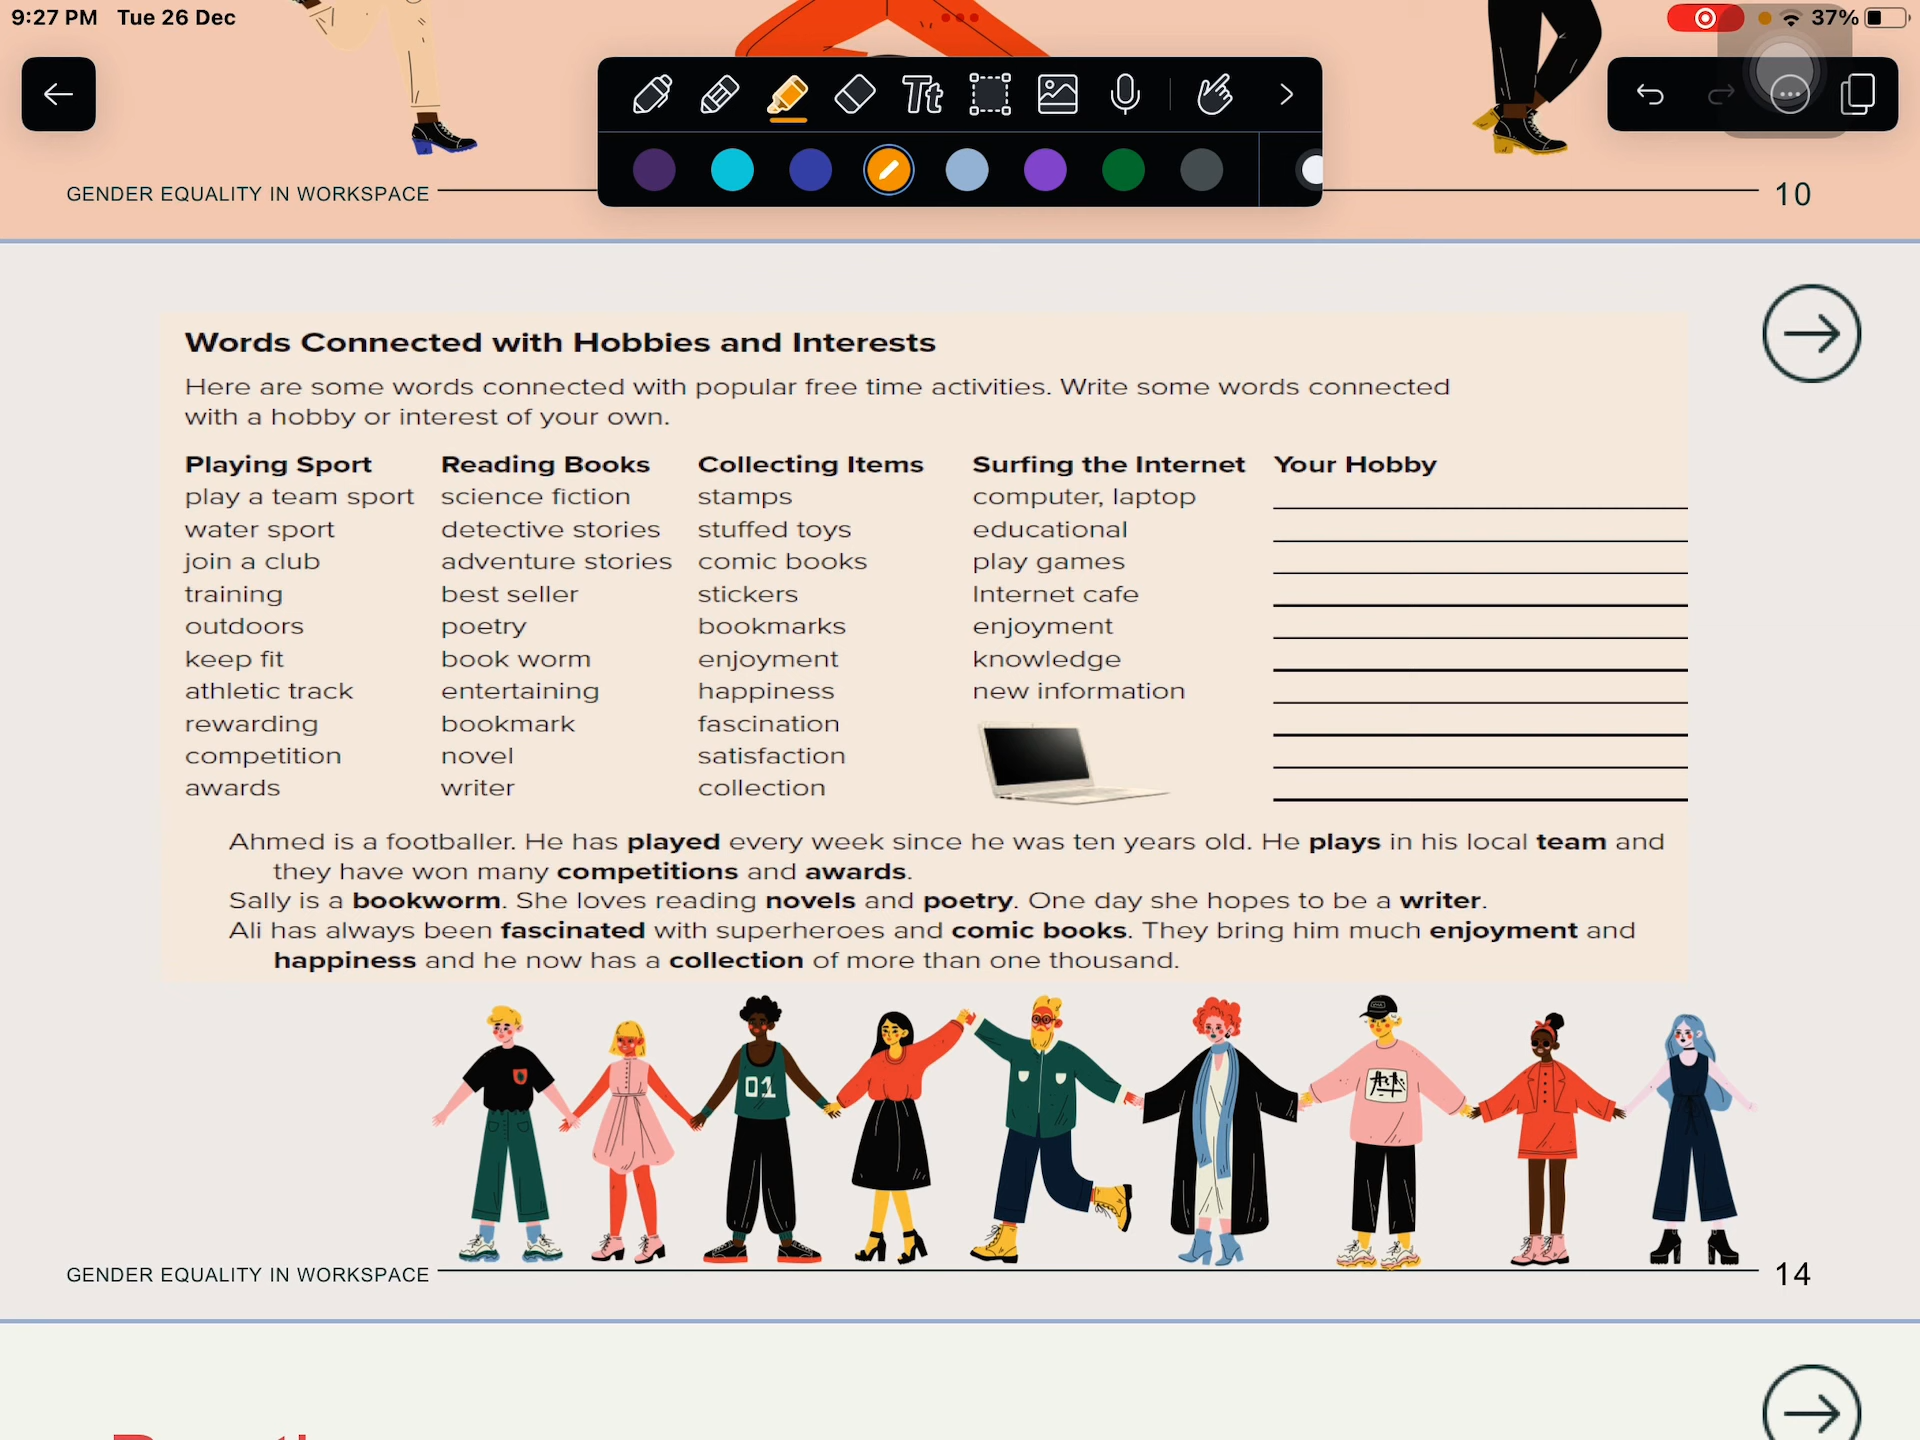 9:27 PM Tue 26 Dec
37%
Tt
GENDER EQUALITY IN WORKSPACE
10
Words Connected with Hobbies and Interests
Here are some words connected with popular free time activities. Write some words connected
with a hobby or interest of your own.
Playing Sport
play a team sport
water sport
join a club
training
outdoors
keep fit
athletic track
rewarding
competition
awards
Reading Books
science fiction
detective stories
adventure stories
best seller
poetry
book worm
entertaining
bookmark
novel
writer
Collecting Items
stamps
stuffed toys
comic books
stickers
bookmarks
enjoyment
happiness
fascination
satisfaction
collection
Surfing the Internet
computer, laptop
educational
play games
Internet cafe
enjoyment
knowledge
new information
Your Hobby
Ahmed is a footballer. He has played every week since he was ten years old. He plays in his local team and
they have won many competitions and awards.
Sally is a bookworm. She loves reading novels and poetry. One day she hopes to be a writer.
Ali has always been fascinated with superheroes and comic books. They bring him much enjoyment and
happiness and he now has a collection of more than one thousand.
01
GENDER EQUALITY IN WORKSPACE
14